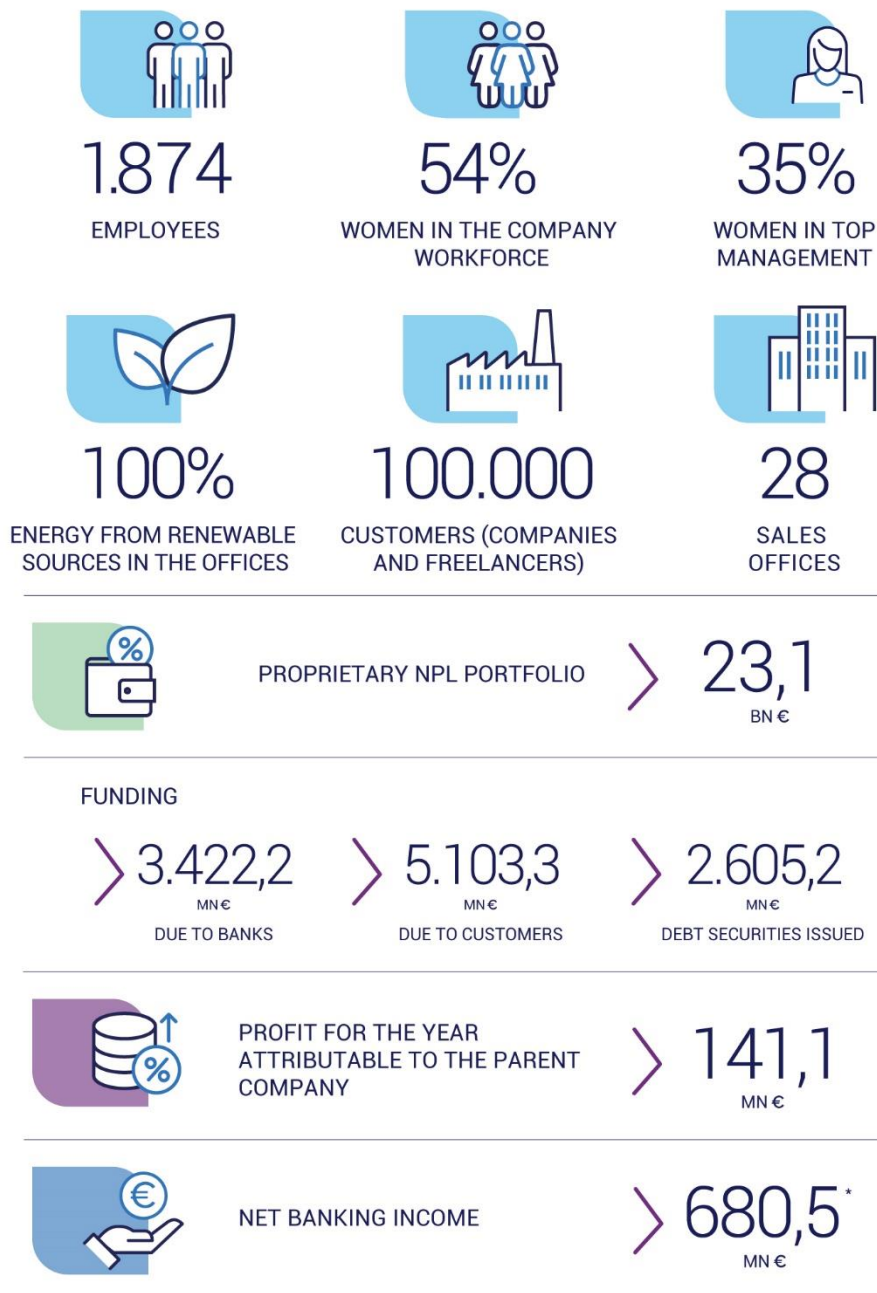 1.874
EMPLOYEES
54%
WOMEN IN THE COMPANY
WORKFORCE
35%
WOMEN IN TOP
MANAGEMENT
100%
ENERGY FROM RENEWABLE
SOURCES IN THE OFFICES
100.000
CUSTOMERS (COMPANIES
AND FREELANCERS)
28
SALES
OFFICES
%
PROPRIETARY NPL PORTFOLIO
23,1
BN €
FUNDING
3.422,2
MN €
DUE TO BANKS
5.103,3
MN €
DUE TO CUSTOMERS
2.605,2
MN €
DEBT SECURITIES ISSUED
%
PROFIT FOR THE YEAR
ATTRIBUTABLE TO THE PARENT
COMPANY
141,1
MN €
€
NET BANKING INCOME
680,5*
MN €